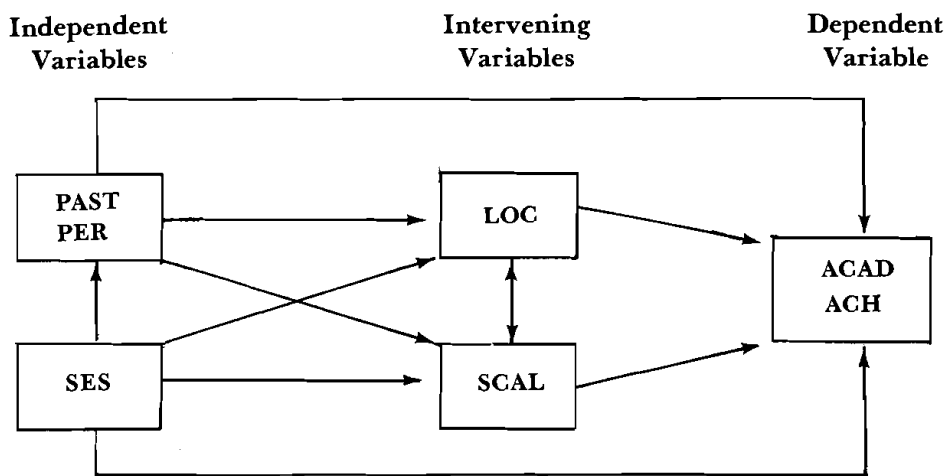 Independent
Variables
Intervening
Variables
Dependent
Variable
PAST
PER
LOC
ACAD
ACH
SES
SCAL